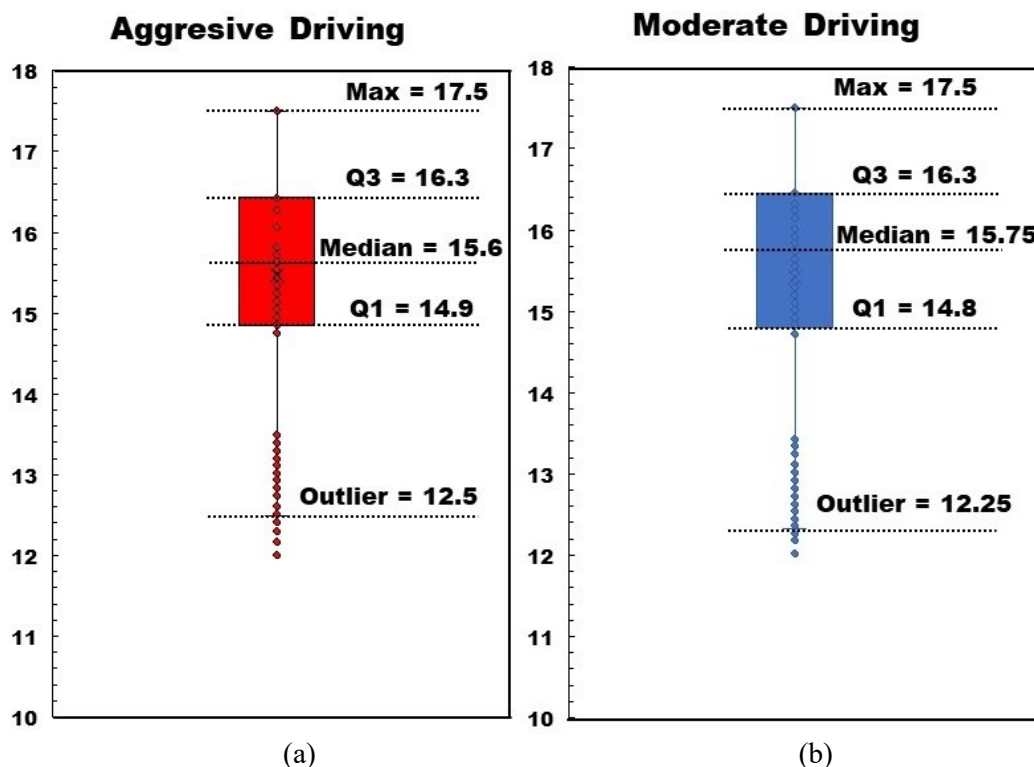 Aggresive Driving
18
17
16
15
14
13
12
11
10
Max = 17.5
Q3 = 16.3
Median = 15.6
Q1 = 14.9
Outlier = 12.5
(a)
Moderate Driving
18
17
16
15
14
13
12
11
10
Max = 17.5
Q3 = 16.3
Median = 15.75
Q1 = 14.8
Outlier = 12.25
(b)